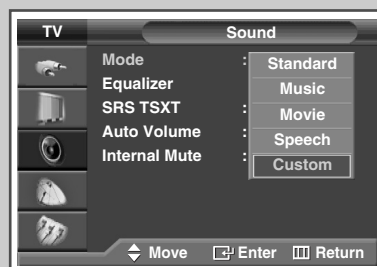 TV Sound
Mode : Standard
Equalizer Music
SRS TSXT : Movie
Auto Volume : Speech
Internal Mute : Custom
Move Enter Return